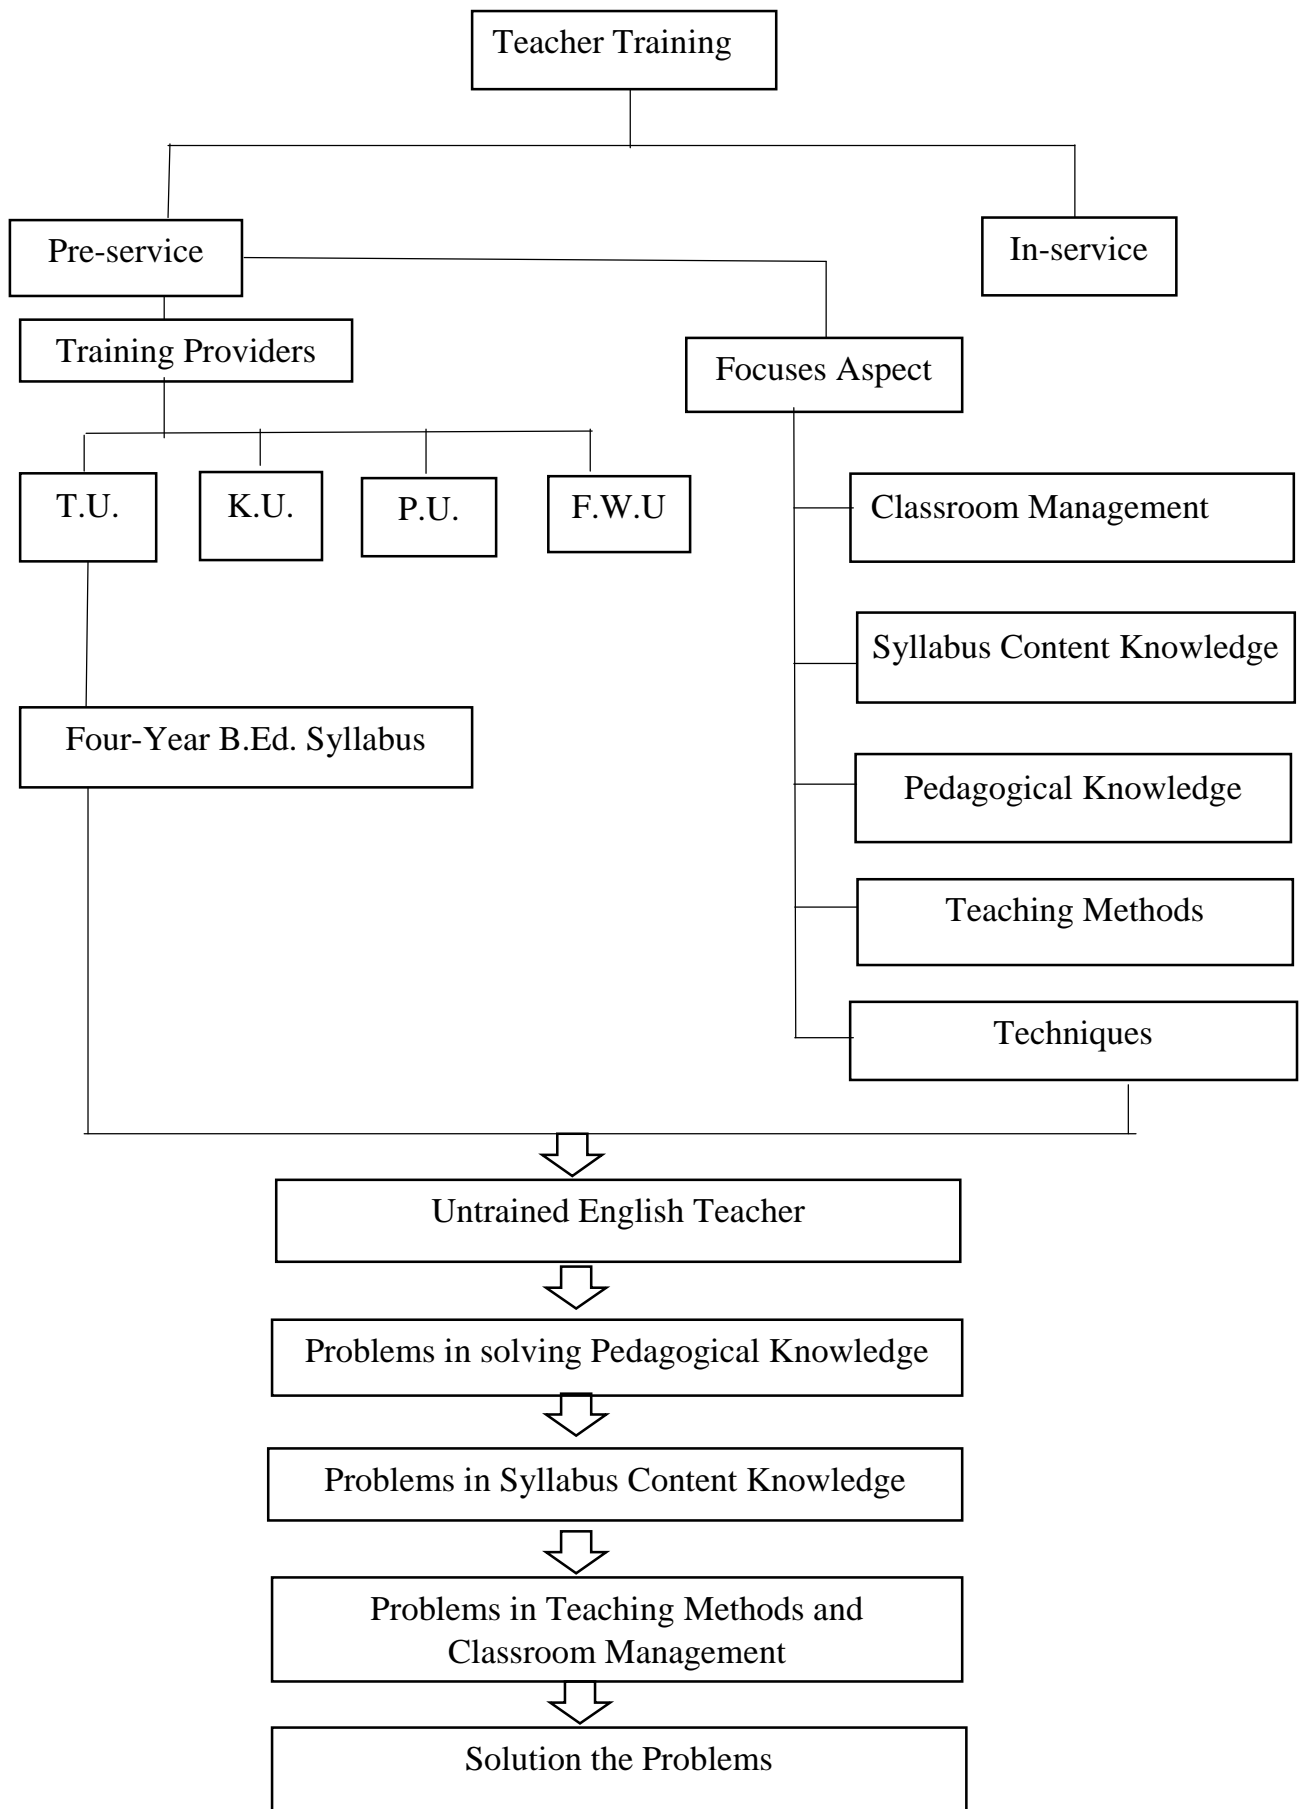 Teacher Training
Pre-service
In-service
Training Providers
Focuses Aspect
T.U.
K.U.
P.U.
F.W.U
Classroom Management
Syllabus Content Knowledge
Four-Year B.Ed. Syllabus
Pedagogical Knowledge
Teaching Methods
Techniques
Untrained English Teacher
Problems in solving Pedagogical Knowledge
Problems in Syllabus Content Knowledge
Problems in Teaching Methods and
Classroom Management
Solution the Problems